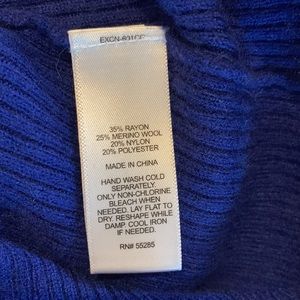 35% RAYON
25% MERINO WOOL
20% NYLON
20% POLYESTER
MADE IN CHINA
HAND WASH COLD
SEPARATELY.
ONLY NON-CHLORINE
BLEACH WHEN
NEEDED. LAY FLAT TO
DRY. RESHAPE WHILE
DAMP. COOL IRON
IF NEEDED.
RN# 55285